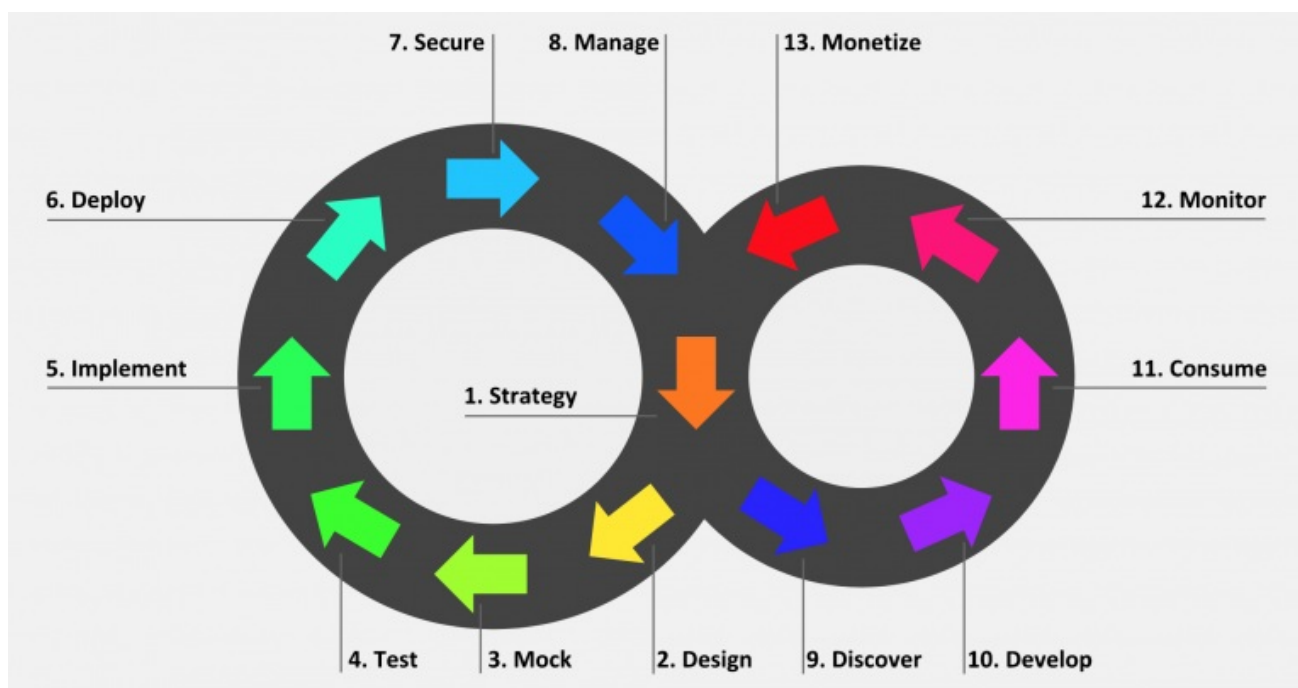 7. Secure
8. Manage
13. Monetize
6. Deploy
12. Monitor
5. Implement
11. Consume
1. Strategy
4. Test
3. Mock
2. Design
9. Discover
10. Develop